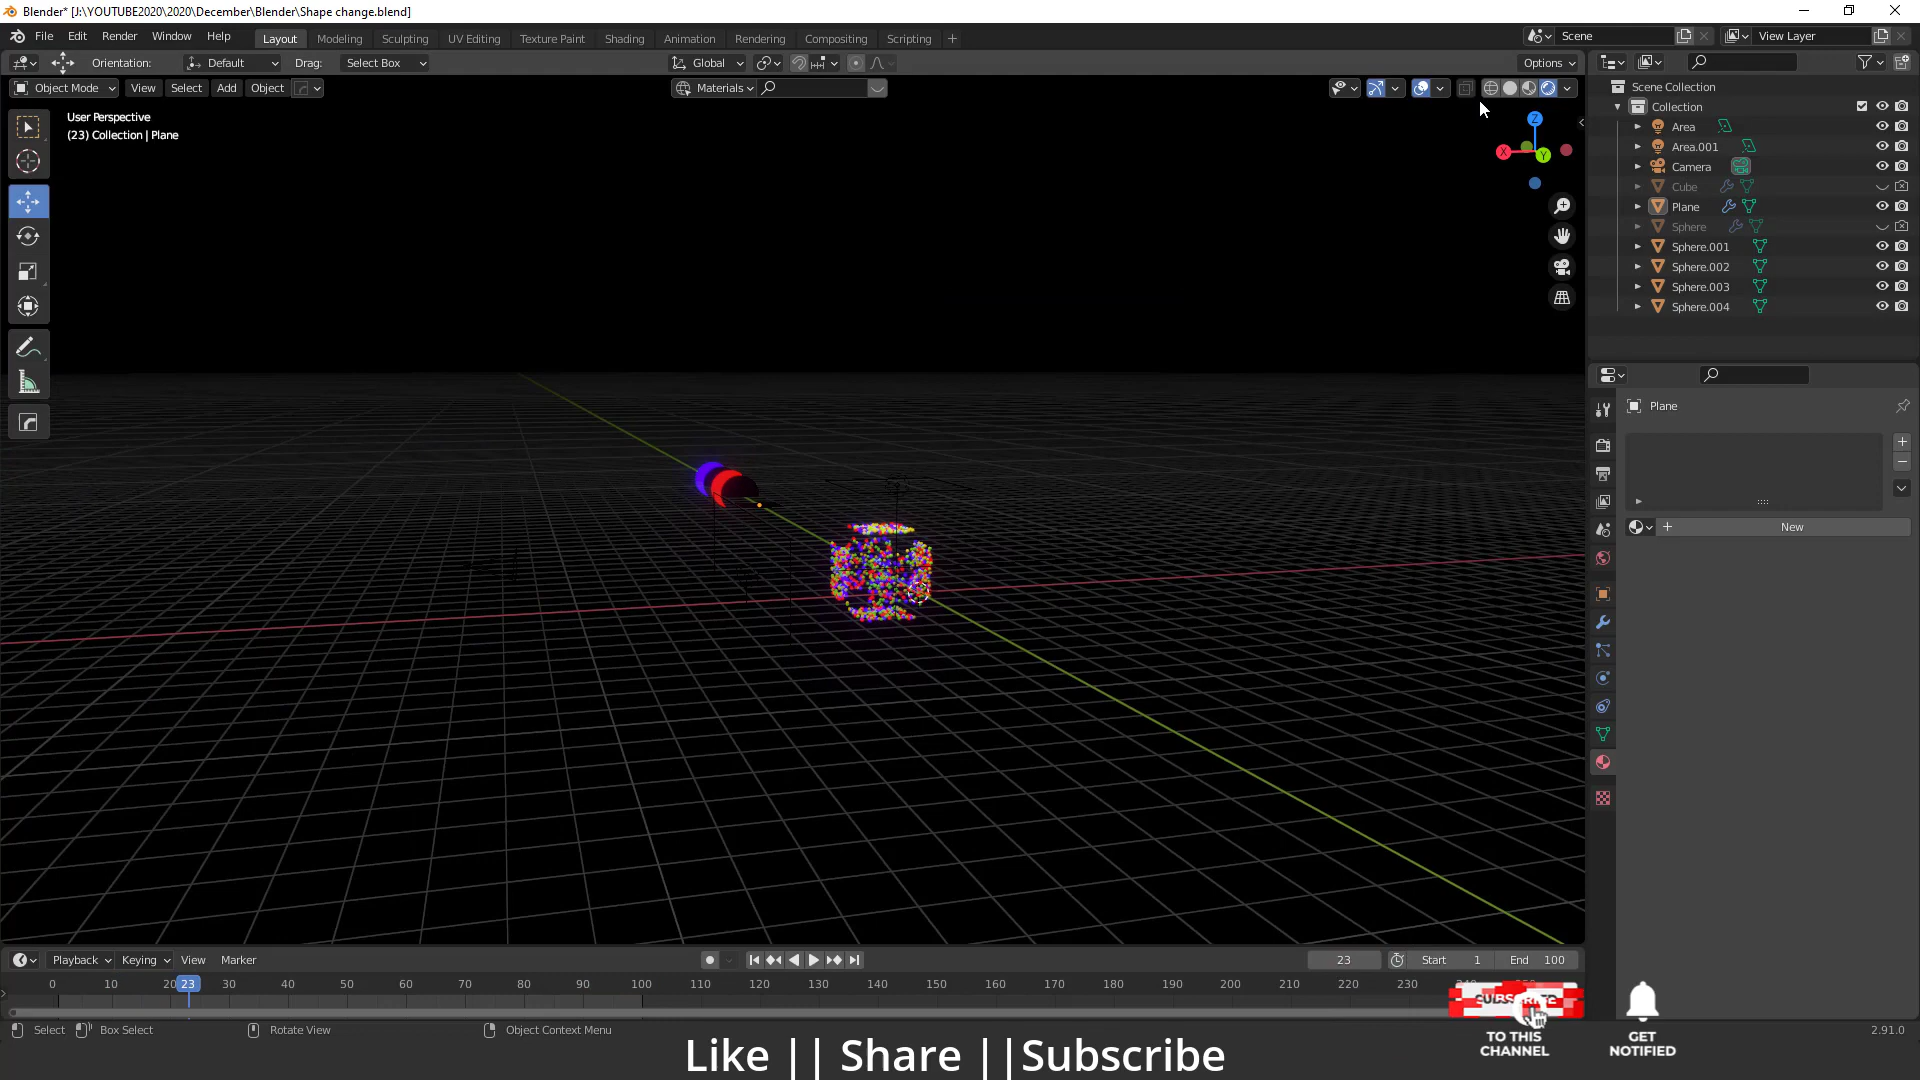 Blender* [J:\YOUTUBE2020\2020\December\Blender\Shape change.blend]
File Edit Render Window Help Layout Modeling Sculpting UV Editing Texture Paint Shading Animation Rendering Compositing Scripting + Scene View Layer
Orientation: Default Drag: Select Box Global Options
Object Mode View Select Add Object Materials
User Perspective
(23) Collection | Plane
Z
X
Y
Scene Collection
Collection
Area
Area.001
Camera
Cube
Plane
Sphere
Sphere.001
Sphere.002
Sphere.003
Sphere.004
Plane
New
Playback Keying View Marker 23 Start 1 End 100
0 10 20 23 30 40 50 60 70 80 90 100 110 120 130 140 150 160 170 180 190 200 210 220 230
SUBSCRIBE
Select Box Select Rotate View Object Context Menu 2.91.0
TO THIS
CHANNEL
GET
NOTIFIED
Like || Share ||Subscribe